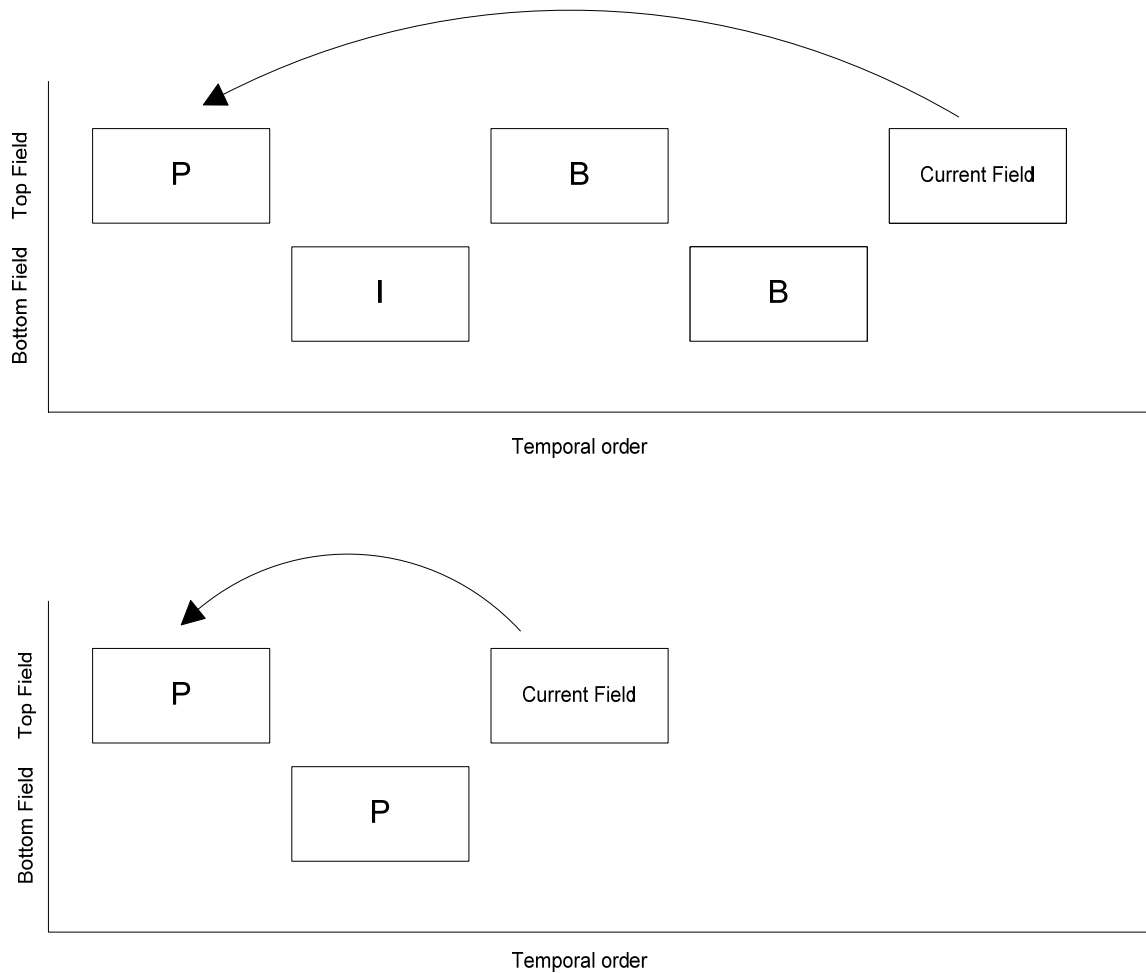 Top Field
P
B
Current Field
Bottom Field
I
B
Temporal order
Top Field
P
Current Field
Bottom Field
P
Temporal order